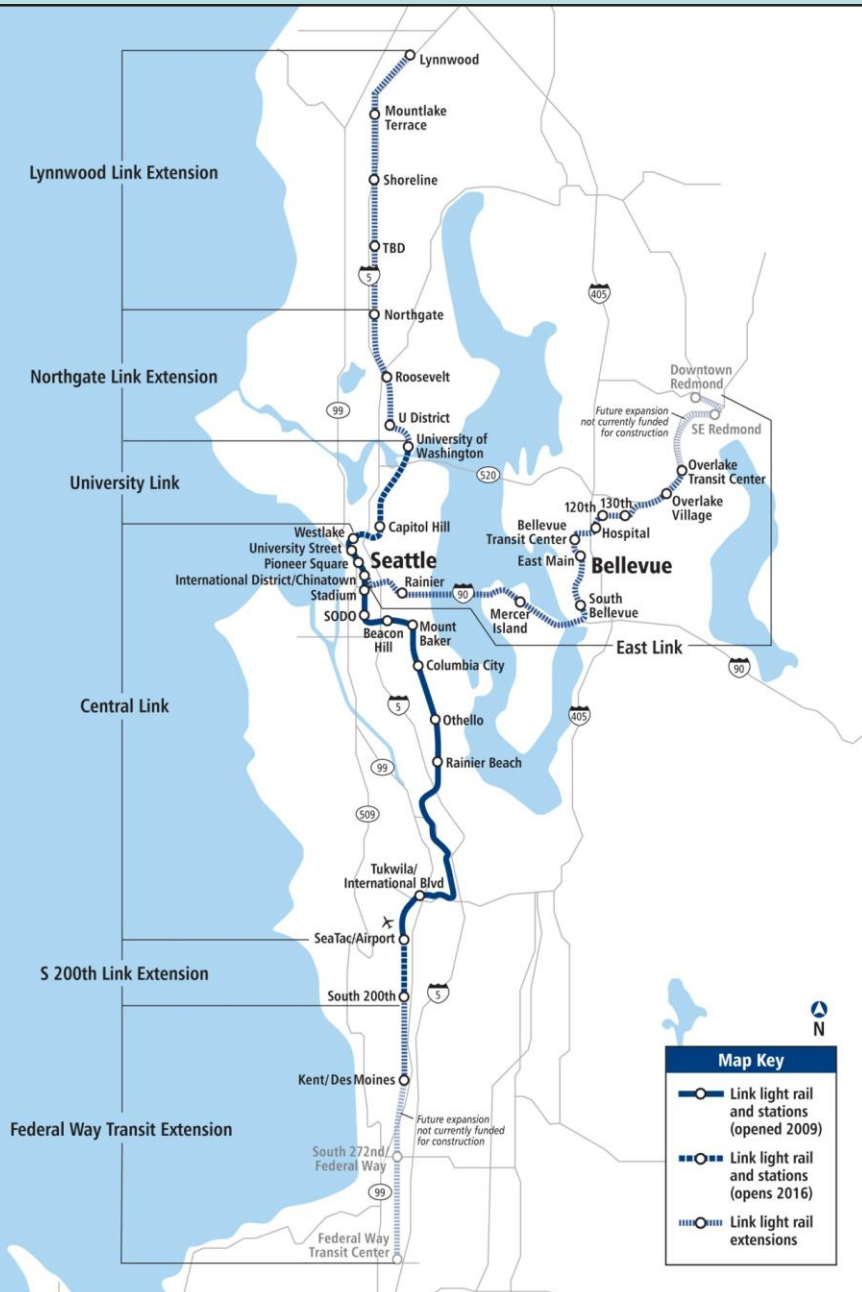 Lynnwood
Mountlake
Terrace
Lynnwood Link Extension
Shoreline
TBD
5
405
Northgate
Northgate Link Extension
Roosevelt
Downtown
Redmond
99
Future expansion
not currently funded
for construction
SE Redmond
U District
University of
Washington
520
Overlake
Transit Center
University Link
Overlake
Village
120th
130th
Capitol Hill
Westlake
Bellevue
Transit Center
Hospital
University Street
Pioneer Square
Seattle
East Main
Bellevue
International District/Chinatown
Rainier
90
Stadium
Mercer
Island
South
Bellevue
SODO
Beacon
Hill
Mount
Baker
East Link
90
Columbia City
Central Link
5
405
Othello
Rainier Beach
99
509
Tukwila/
International Blvd
SeaTac/Airport
S 200th Link Extension
South 200th
5
N
Map Key
Link light rail
and stations
(opened 2009)
Link light rail
and stations
(opens 2016)
Link light rail
extensions
Kent/Des Moines
Future expansion
not currently funded
for construction
Federal Way Transit Extension
South 272nd/
Federal Way
99
Federal Way
Transit Center